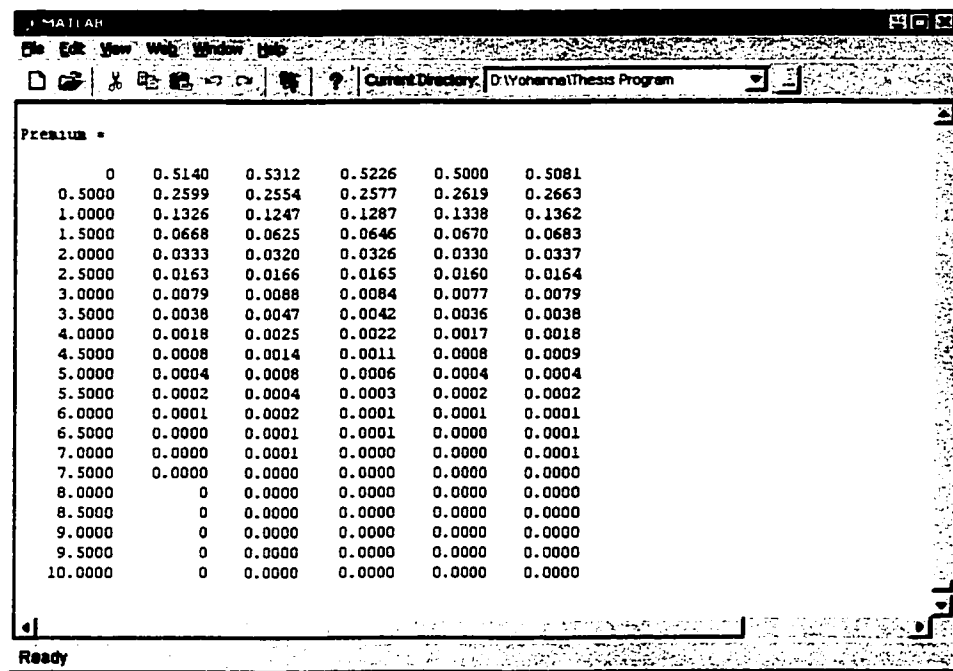 MATLAB
File Edit View Web Window Help
? Current Directory: D:\Yohanna\Thesis Program
Premium =
0 0.5140 0.5312 0.5226 0.5000 0.5081
0.5000 0.2599 0.2554 0.2577 0.2619 0.2663
1.0000 0.1326 0.1247 0.1287 0.1338 0.1362
1.5000 0.0668 0.0625 0.0646 0.0670 0.0683
2.0000 0.0333 0.0320 0.0326 0.0330 0.0337
2.5000 0.0163 0.0166 0.0165 0.0160 0.0164
3.0000 0.0079 0.0088 0.0084 0.0077 0.0079
3.5000 0.0038 0.0047 0.0042 0.0036 0.0038
4.0000 0.0018 0.0025 0.0022 0.0017 0.0018
4.5000 0.0008 0.0014 0.0011 0.0008 0.0009
5.0000 0.0004 0.0008 0.0006 0.0004 0.0004
5.5000 0.0002 0.0004 0.0003 0.0002 0.0002
6.0000 0.0001 0.0002 0.0001 0.0001 0.0001
6.5000 0.0000 0.0001 0.0001 0.0000 0.0001
7.0000 0.0000 0.0001 0.0000 0.0000 0.0001
7.5000 0.0000 0.0000 0.0000 0.0000 0.0000
8.0000 0 0.0000 0.0000 0.0000 0.0000
8.5000 0 0.0000 0.0000 0.0000 0.0000
9.0000 0 0.0000 0.0000 0.0000 0.0000
9.5000 0 0.0000 0.0000 0.0000 0.0000
10.0000 0 0.0000 0.0000 0.0000 0.0000
Ready